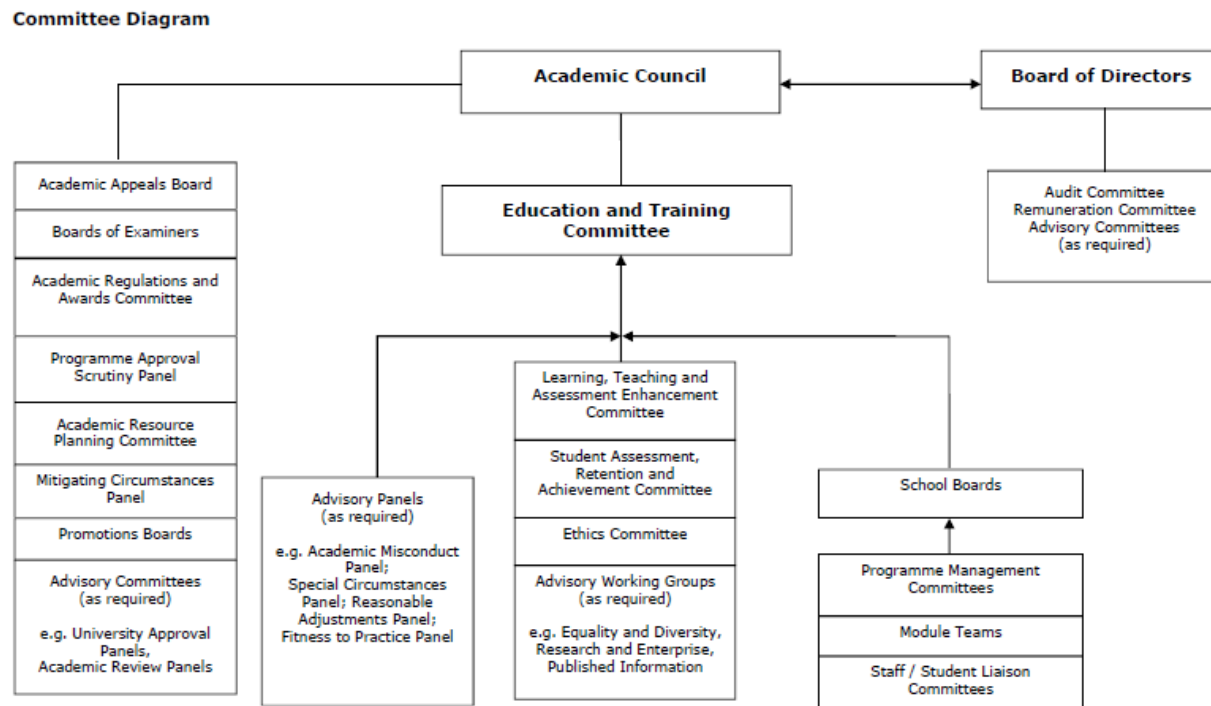 Committee Diagram
Academic Council
Board of Directors
Academic Appeals Board
Boards of Examiners
Academic Regulations and
Awards Committee
Programme Approval
Scrutiny Panel
Academic Resource
Planning Committee
Mitigating Circumstances
Panel
Promotions Boards
Advisory Committees
(as required)
e.g. University Approval
Panels,
Academic Review Panels
Education and Training
Committee
Audit Committee
Remuneration Committee
Advisory Committees
(as required)
Advisory Panels
(as required)
e.g. Academic Misconduct
Panel;
Special Circumstances
Panel; Reasonable
Adjustments Panel;
Fitness to Practice Panel
Learning, Teaching and
Assessment Enhancement
Committee
Student Assessment,
Retention and
Achievement Committee
Ethics Committee
Advisory Working Groups
(as required)
e.g. Equality and Diversity,
Research and Enterprise,
Published Information
School Boards
Programme Management
Committees
Module Teams
Staff / Student Liaison
Committees